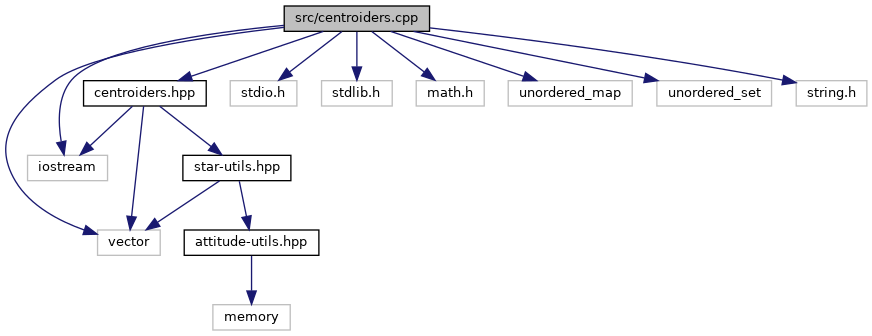 src/centroiders.cpp
centroiders.hpp
stdio.h
stdlib.h
math.h
unordered_map
unordered_set
string.h
iostream
star-utils.hpp
vector
attitude-utils.hpp
memory